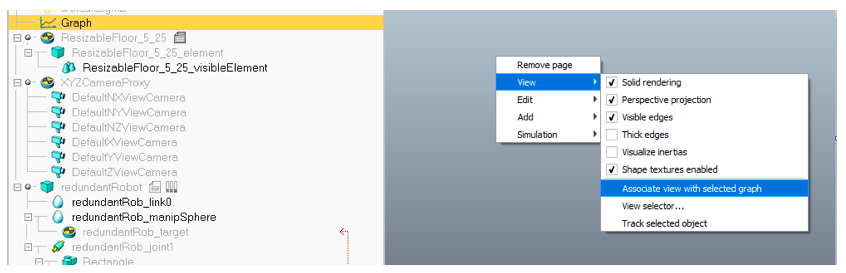 Graph
ResizableFloor_5_25
ResizableFloor_5_25_element
ResizableFloor_5_25_visibleElement
XYZCameraProxy
DefaultNXViewCamera
DefaultNYViewCamera
DefaultNZViewCamera
DefaultXViewCamera
DefaultYViewCamera
DefaultZViewCamera
redundantRobot
redundantRob_link0
redundantRob_manipSphere
redundantRob_target
redundantRob_joint1
Rectangle
Remove page
View
Edit
Add
Simulation
Solid rendering
Perspective projection
Visible edges
Thick edges
Visualize inertias
Shape textures enabled
Associate view with selected graph
View selector...
Track selected object